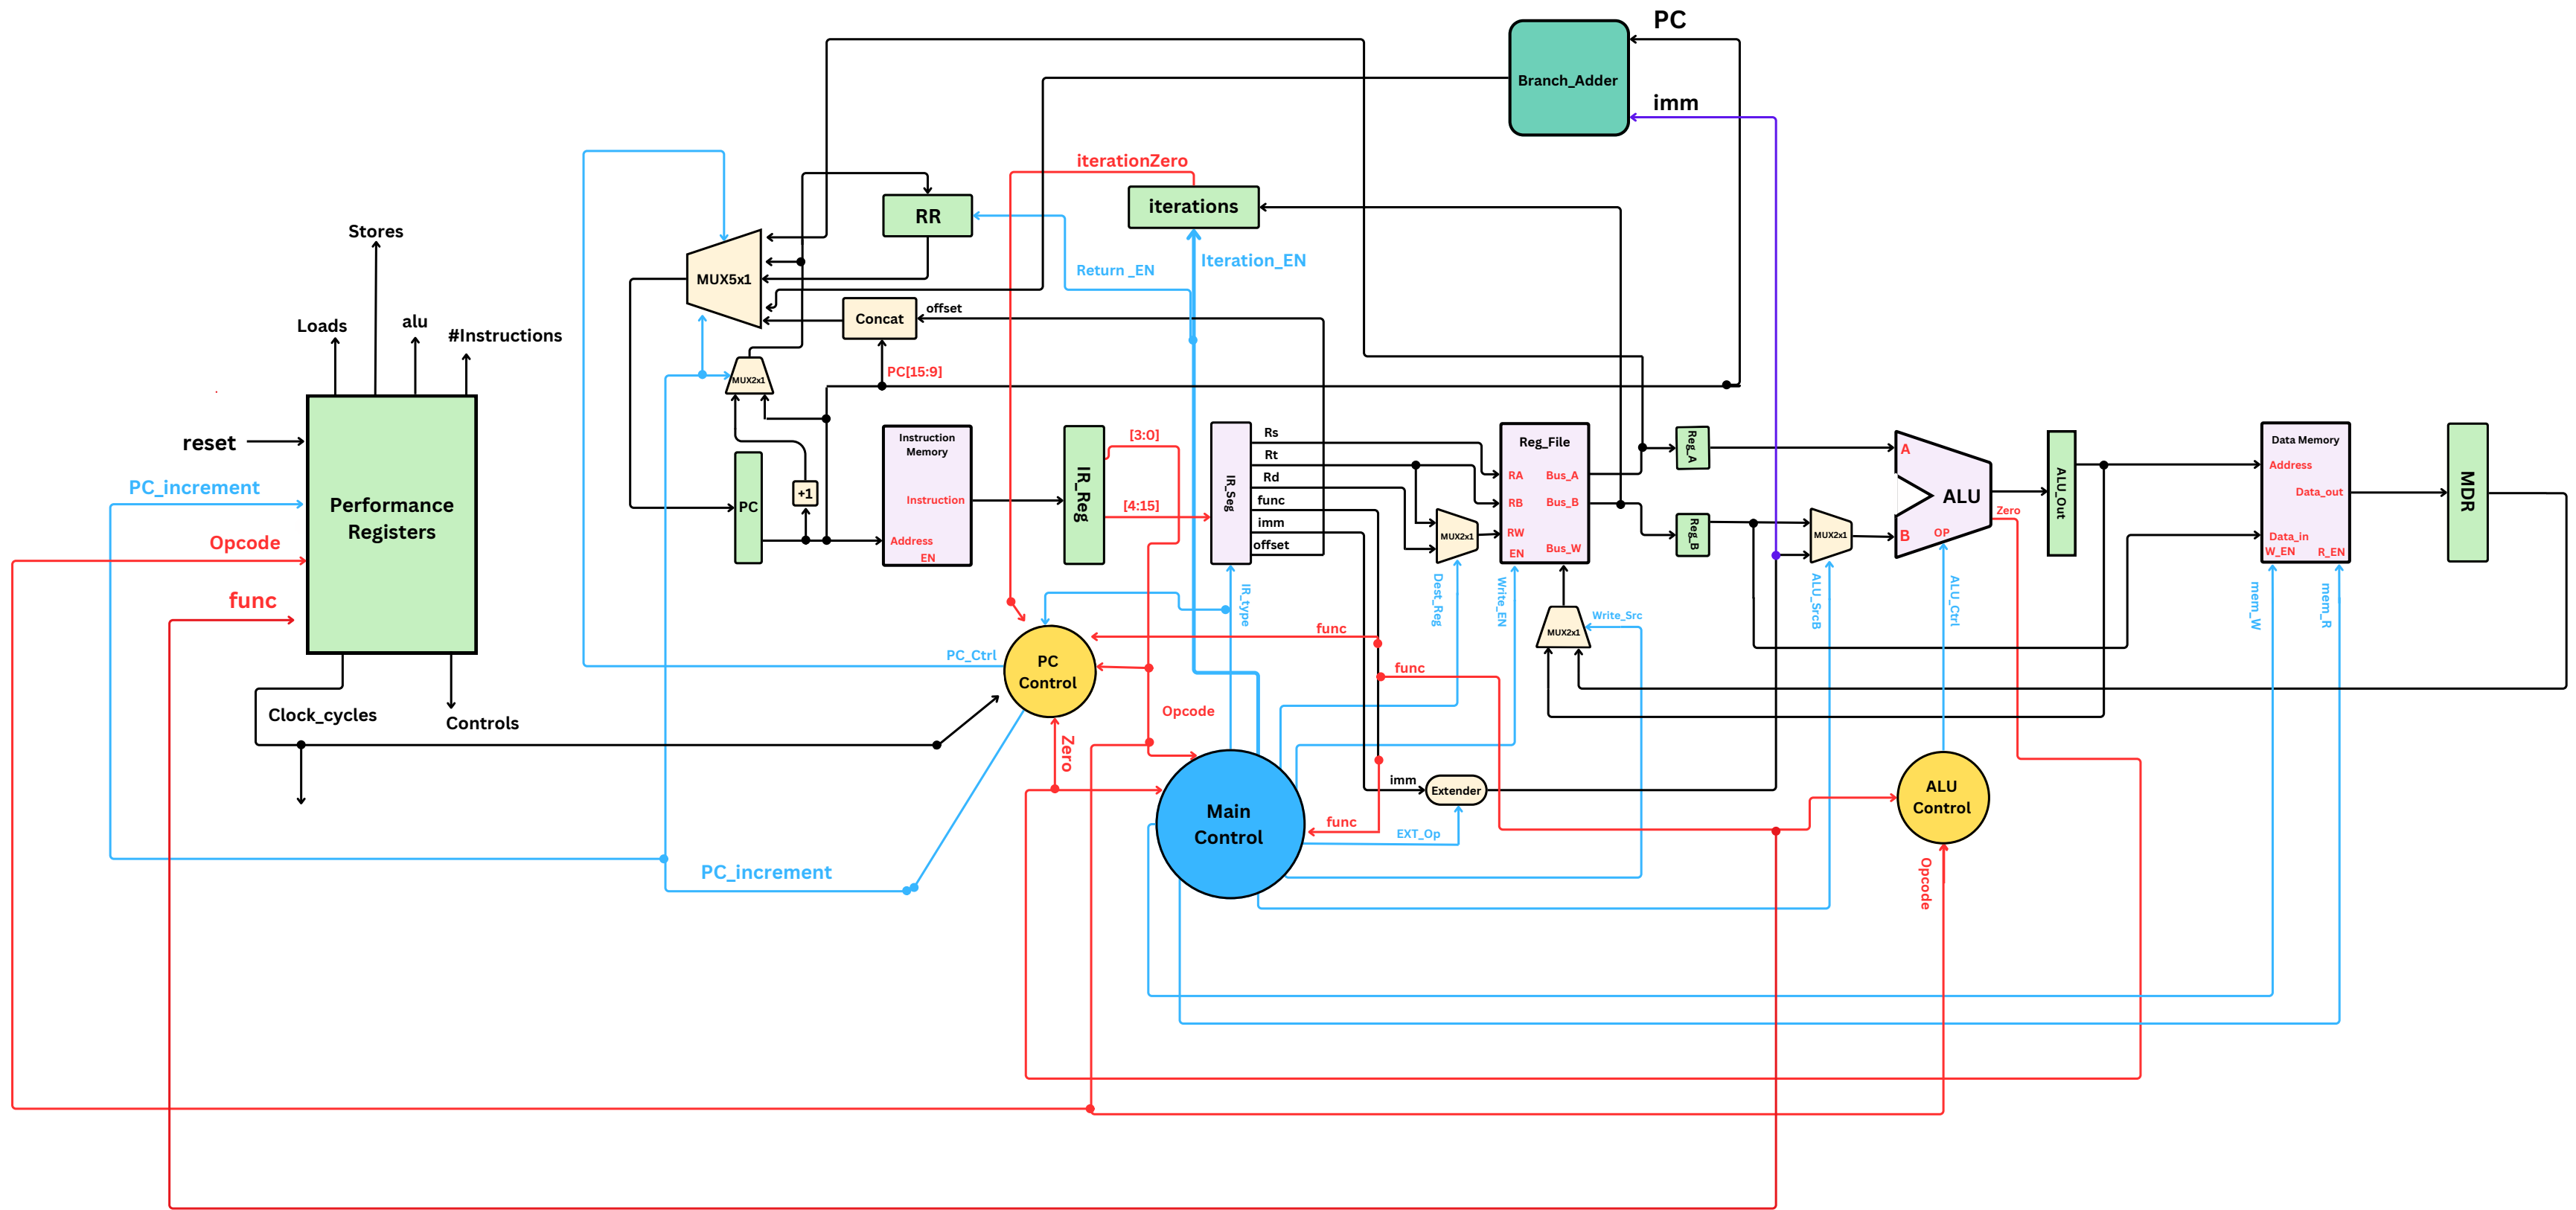 PC
Branch_Adder
imm
iterationZero
iterations
RR
Stores
Iteration_EN
Return _EN
MUX5x1
offset
Concat
Loads
alu
#Instructions
PC[15:9]
MUX2x1
reset
PC_increment
Performance
Registers
Opcode
func
PC
+1
Instruction
Memory
Instruction
Address
EN
IR_Reg
[3:0]
[4:15]
IR_Seg
Rs
Rt
Rd
func
imm
offset
MUX2x1
Reg_File
RA
Bus_A
RB
Bus_B
RW
EN
Bus_W
Reg_A
Reg_B
MUX2x1
A
B
OP
ALU
Zero
ALU_Out
Data Memory
Address
Data_out
Data_in
W_EN
R_EN
MDR
IR_type
Dest_Reg
Write_EN
Write_Src
MUX2x1
ALU_SrcB
ALU_Ctrl
mem_W
mem_R
func
PC_Ctrl
PC
Control
func
Opcode
Clock_cycles
Controls
Zero
imm
Extender
Main
Control
func
EXT_Op
ALU
Control
Opcode
PC_increment